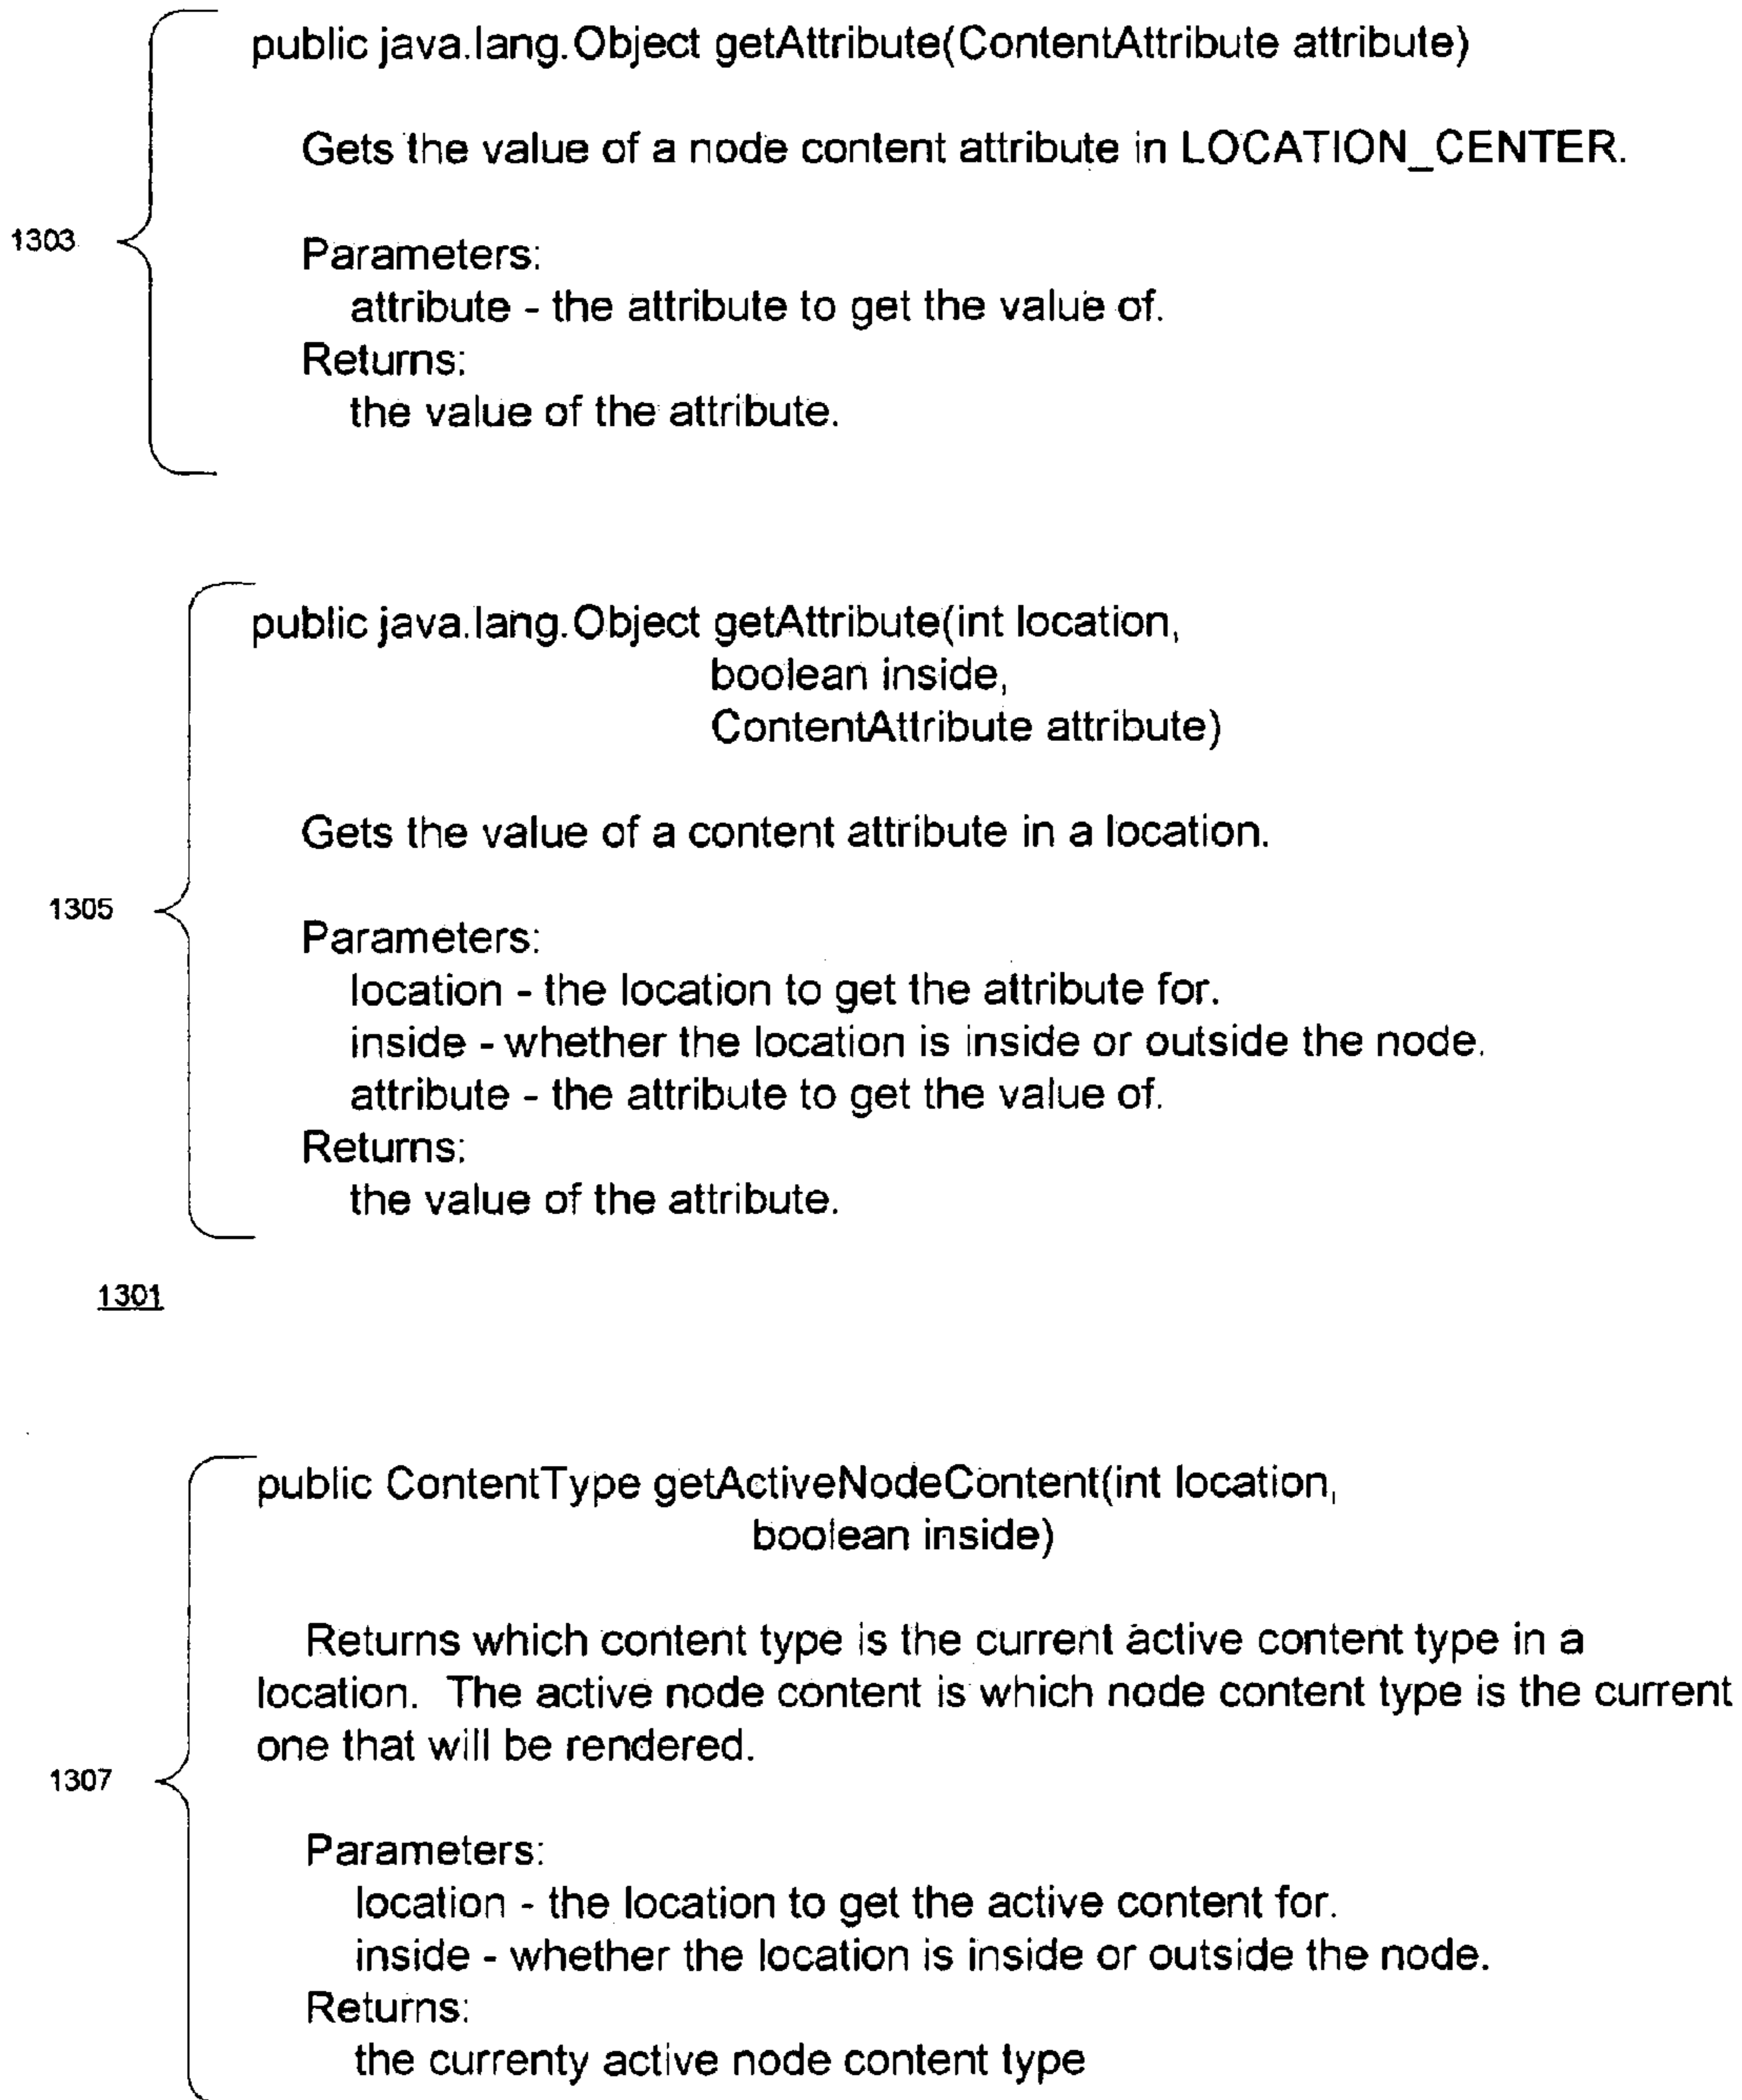 public java.lang.Object getAttribute(ContentAttribute attribute)
Gets the value of a node content attribute in LOCATION_CENTER.
1303
Parameters:
attribute - the attribute to get the value of.
Returns:
the value of the attribute.
public java.lang.Object getAttribute(int location,
boolean inside,
ContentAttribute attribute)
Gets the value of a content attribute in a location.
1305
Parameters:
location - the location to get the attribute for.
inside - whether the location is inside or outside the node.
attribute - the attribute to get the value of.
Returns:
the value of the attribute.
1301
public ContentType getActiveNodeContent(int location,
boolean inside)
Returns which content type is the current active content type in a
location. The active node content is which node content type is the current
one that will be rendered.
1307
Parameters:
location - the location to get the active content for.
inside - whether the location is inside or outside the node.
Returns:
the currenty active node content type